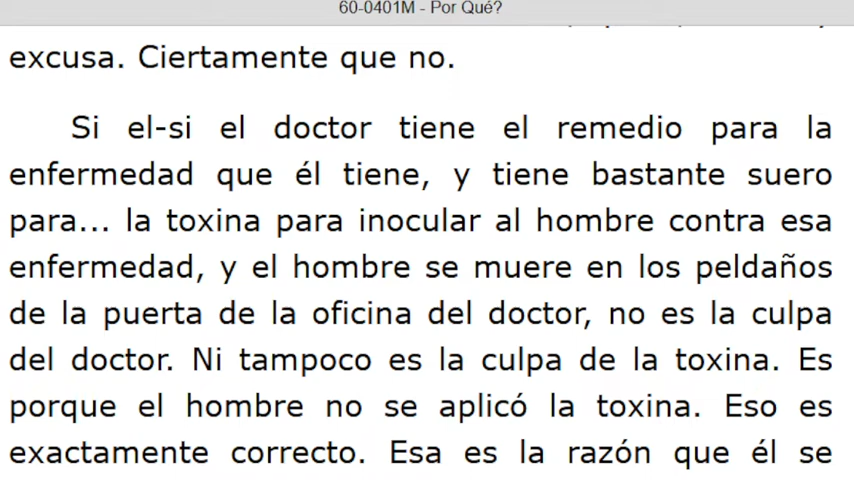 60-0401M - Por Qué?
excusa. Ciertamente que no.
Si el-si el doctor tiene el remedio para la
enfermedad que él tiene, y tiene bastante suero
para... la toxina para inocular al hombre contra esa
enfermedad, y el hombre se muere en los peldaños
de la puerta de la oficina del doctor, no es la culpa
del doctor. Ni tampoco es la culpa de la toxina. Es
porque el hombre no se aplicó la toxina. Eso es
exactamente correcto. Esa es la razón que él se